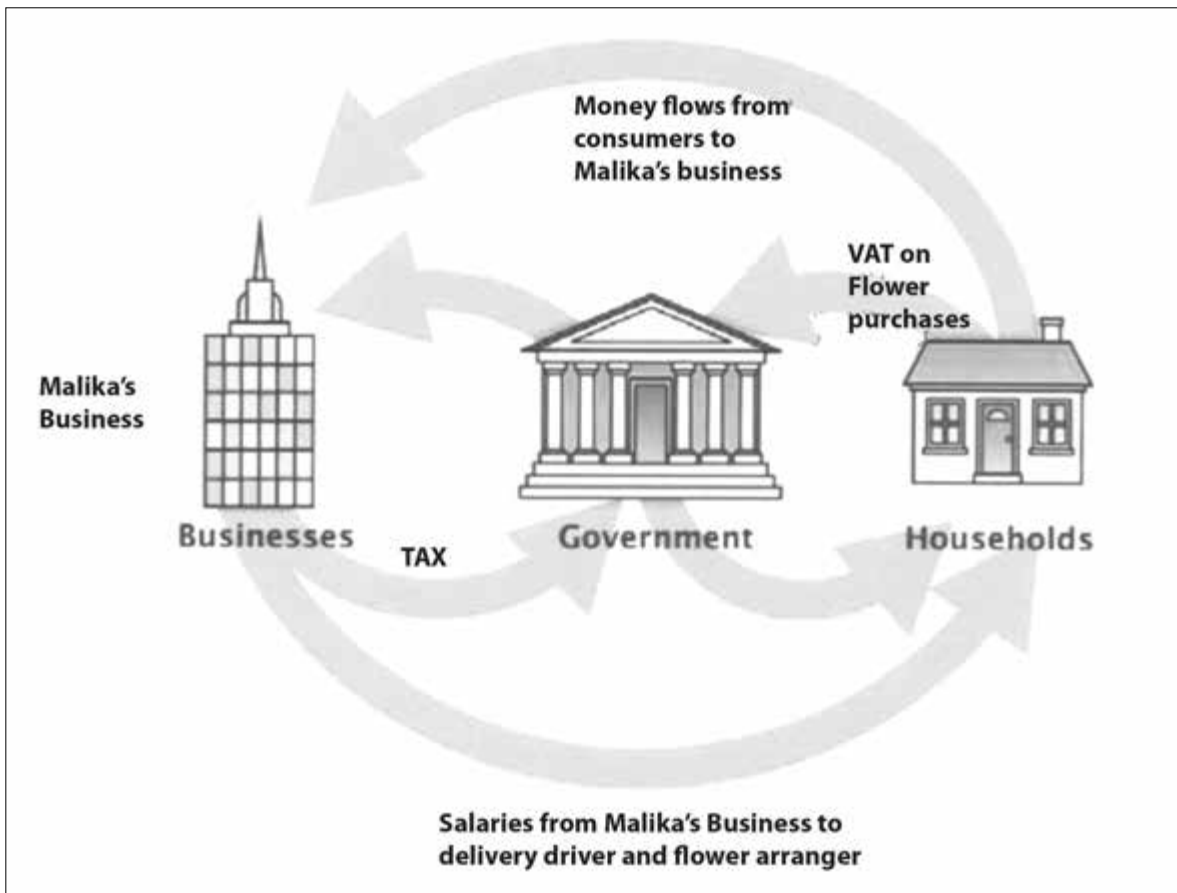 Money flows from
consumers to
Malika's business
VAT on
Flower
purchases
Malika's
Business
Businesses
Government
Households
TAX
Salaries from Malika's Business to
delivery driver and flower arranger